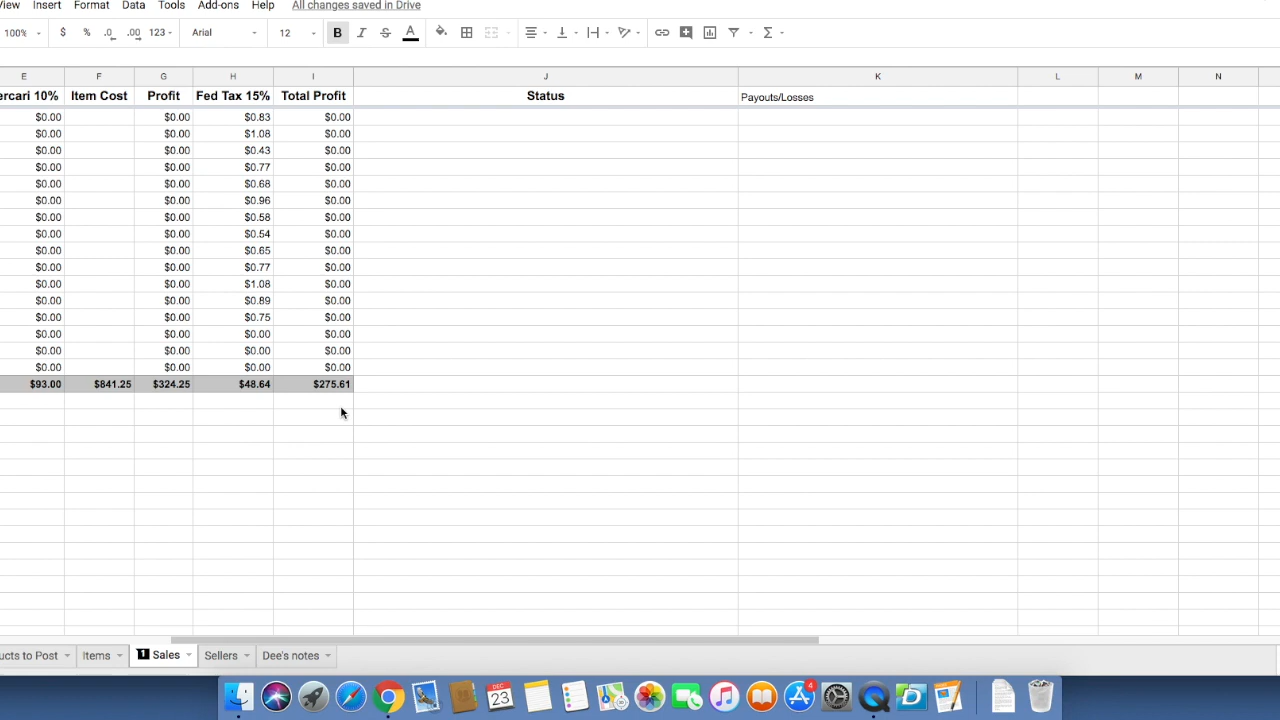 View Insert Format Data Tools Add-ons Help All changes saved in Drive
100% $ % .0 .00 123 Arial 12 B I S A
E F G H I J K L M N
ercari 10% Item Cost Profit Fed Tax 15% Total Profit Status Payouts/Losses
$0.00 $0.00 $0.83 $0.00
$0.00 $0.00 $1.08 $0.00
$0.00 $0.00 $0.43 $0.00
$0.00 $0.00 $0.77 $0.00
$0.00 $0.00 $0.68 $0.00
$0.00 $0.00 $0.96 $0.00
$0.00 $0.00 $0.58 $0.00
$0.00 $0.00 $0.54 $0.00
$0.00 $0.00 $0.65 $0.00
$0.00 $0.00 $0.77 $0.00
$0.00 $0.00 $1.08 $0.00
$0.00 $0.00 $0.89 $0.00
$0.00 $0.00 $0.75 $0.00
$0.00 $0.00 $0.00 $0.00
$0.00 $0.00 $0.00 $0.00
$0.00 $0.00 $0.00 $0.00
$93.00 $841.25 $324.25 $48.64 $275.61
ucts to Post Items 1 Sales Sellers Dee's notes
DEC
23
4